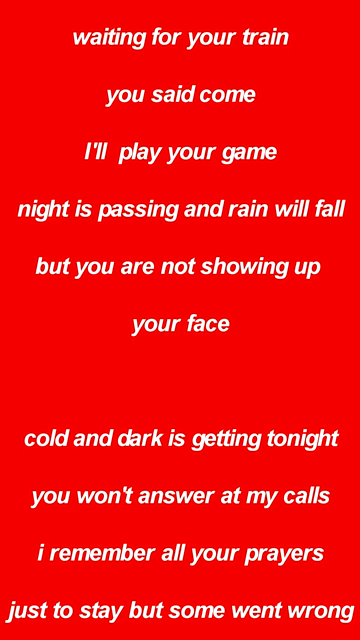 waiting for your train
you said come
I'll play your game
night is passing and rain will fall
but you are not showing up
your face
cold and dark is getting tonight
you won't answer at my calls
i remember all your prayers
just to stay but some went wrong